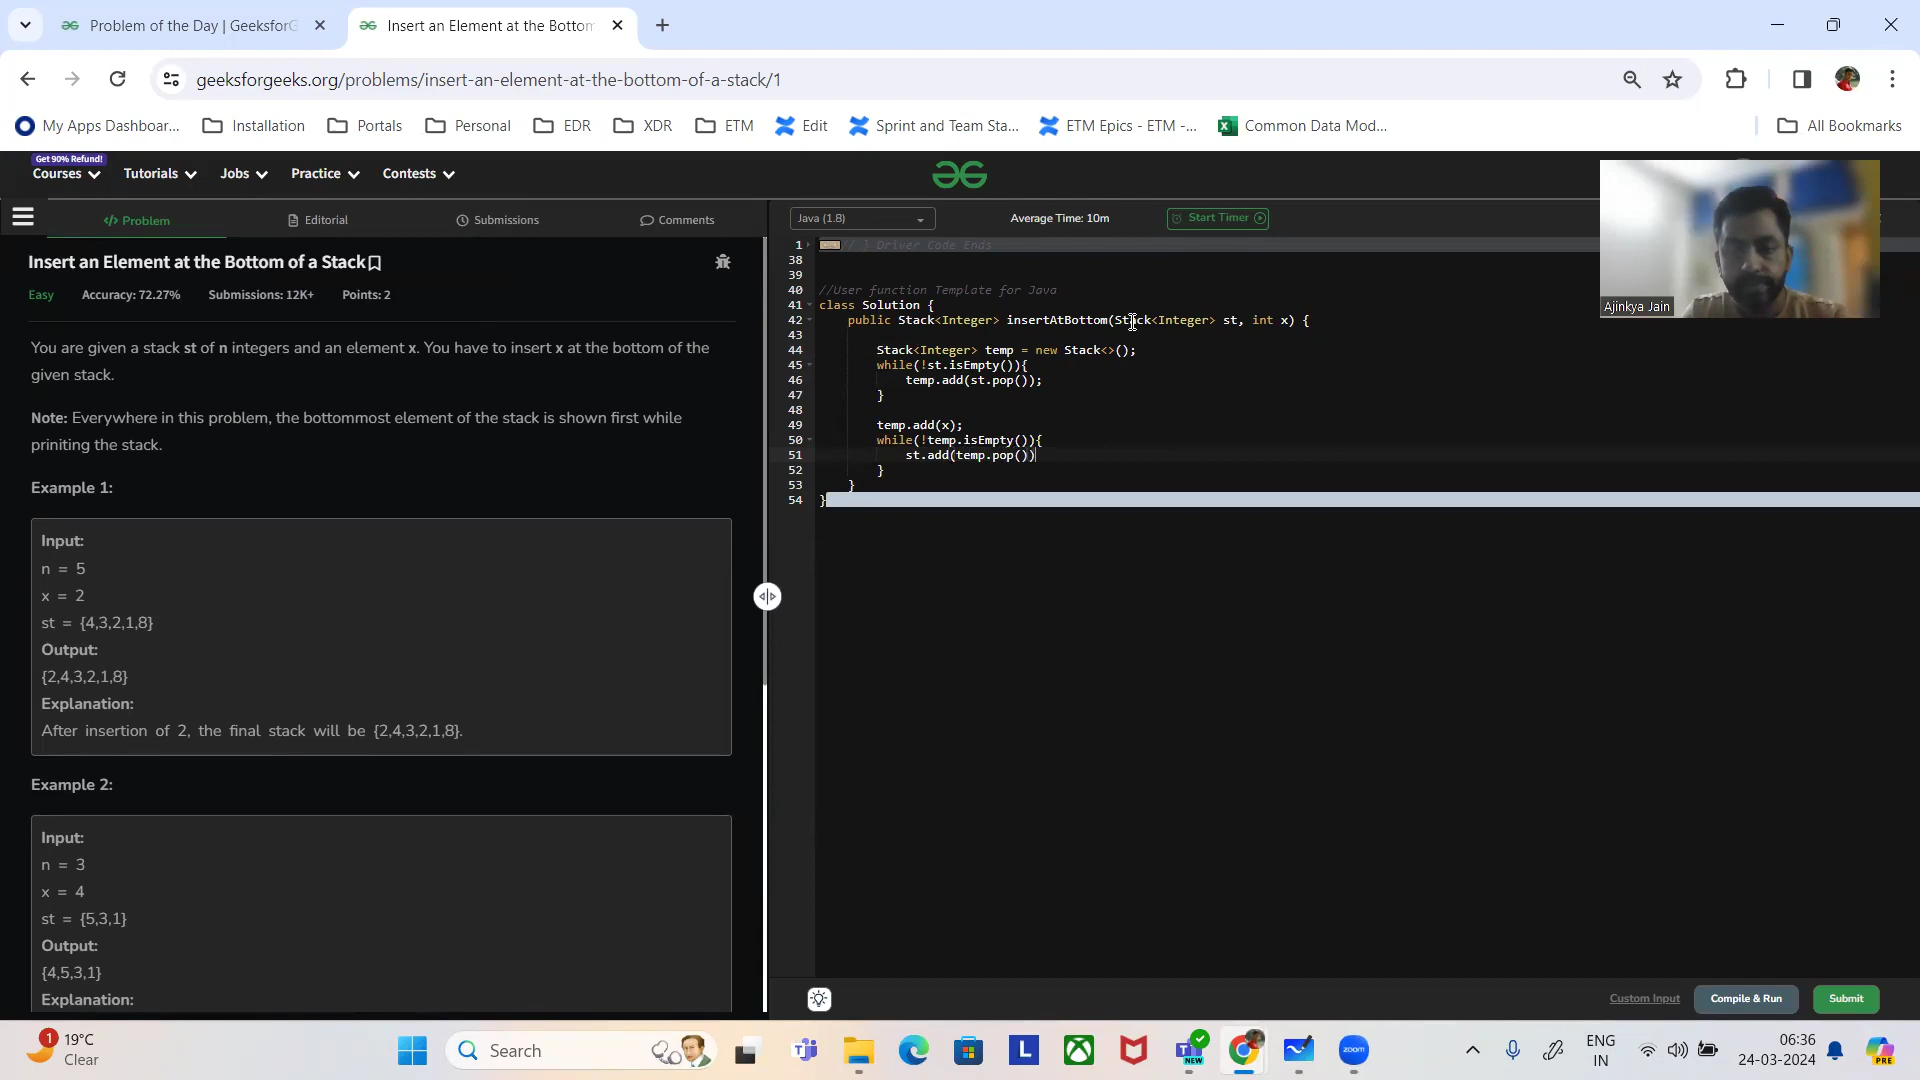 Problem of the Day | GeeksforG
Insert an Element at the Bottom
geeksforgeeks.org/problems/insert-an-element-at-the-bottom-of-a-stack/1
My Apps Dashboar...
Installation
Portals
Personal
EDR
XDR
ETM
Edit
Sprint and Team Sta...
ETM Epics - ETM -...
Common Data Mod...
All Bookmarks
Get 90% Refund!
Courses
Tutorials
Jobs
Practice
Contests
</> Problem
Editorial
Submissions
Comments
Java (1.8)
Average Time: 10m
Start Timer
Ajinkya Jain
Insert an Element at the Bottom of a Stack
Easy
Accuracy: 72.27%
Submissions: 12K+
Points: 2
You are given a stack st of n integers and an element x. You have to insert x at the bottom of the
given stack.
Note: Everywhere in this problem, the bottommost element of the stack is shown first while
priniting the stack.
Example 1:
Input:
n = 5
x = 2
st = {4,3,2,1,8}
Output:
{2,4,3,2,1,8}
Explanation:
After insertion of 2, the final stack will be {2,4,3,2,1,8}.
Example 2:
Input:
n = 3
x = 4
st = {5,3,1}
Output:
{4,5,3,1}
Explanation:
1 // } Driver Code Ends
38
39
40 //User function Template for Java
41 class Solution {
42 public Stack<Integer> insertAtBottom(Stack<Integer> st, int x) {
43
44 Stack<Integer> temp = new Stack<>();
45 while(!st.isEmpty()){
46 temp.add(st.pop());
47 }
48
49 temp.add(x);
50 while(!temp.isEmpty()){
51 st.add(temp.pop())
52 }
53 }
54 }
Custom Input
Compile & Run
Submit
1
19°C
Clear
Search
NEW
L
zoom
ENG
IN
06:36
24-03-2024
PRE